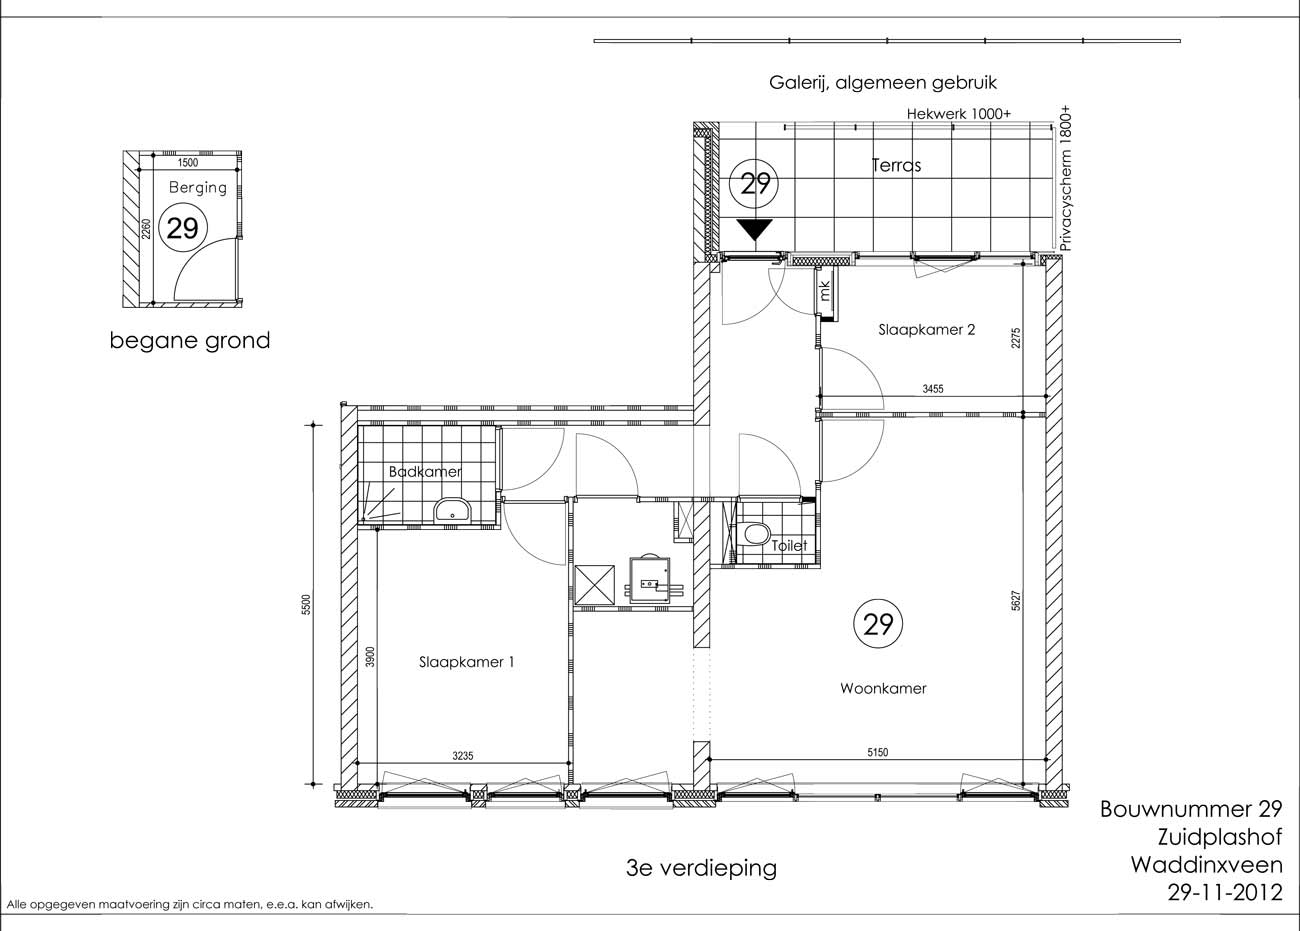 Galerij, algemeen gebruik
Hekwerk 1000+
Privacyscherm 1800+
Terras
29
1500
Berging
2260
29
begane grond
mk
Slaapkamer 2
2275
3455
Badkamer
Toilet
5500
3900
5627
29
Slaapkamer 1
Woonkamer
3235
5150
Bouwnummer 29
Zuidplashof
Waddinxveen
29-11-2012
3e verdieping
Alle opgegeven maatvoering zijn circa maten, e.e.a. kan afwijken.